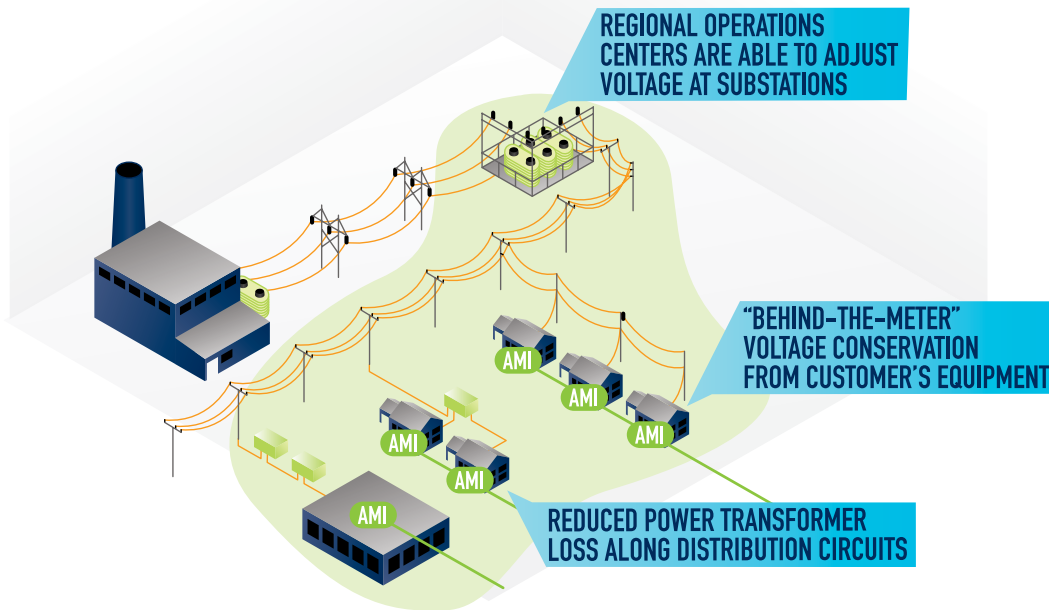 REGIONAL OPERATIONS
CENTERS ARE ABLE TO ADJUST
VOLTAGE AT SUBSTATIONS
“BEHIND-THE-METER”
VOLTAGE CONSERVATION
FROM CUSTOMER’S EQUIPMENT
AMI
AMI
AMI
AMI
AMI
AMI
REDUCED POWER TRANSFORMER
LOSS ALONG DISTRIBUTION CIRCUITS